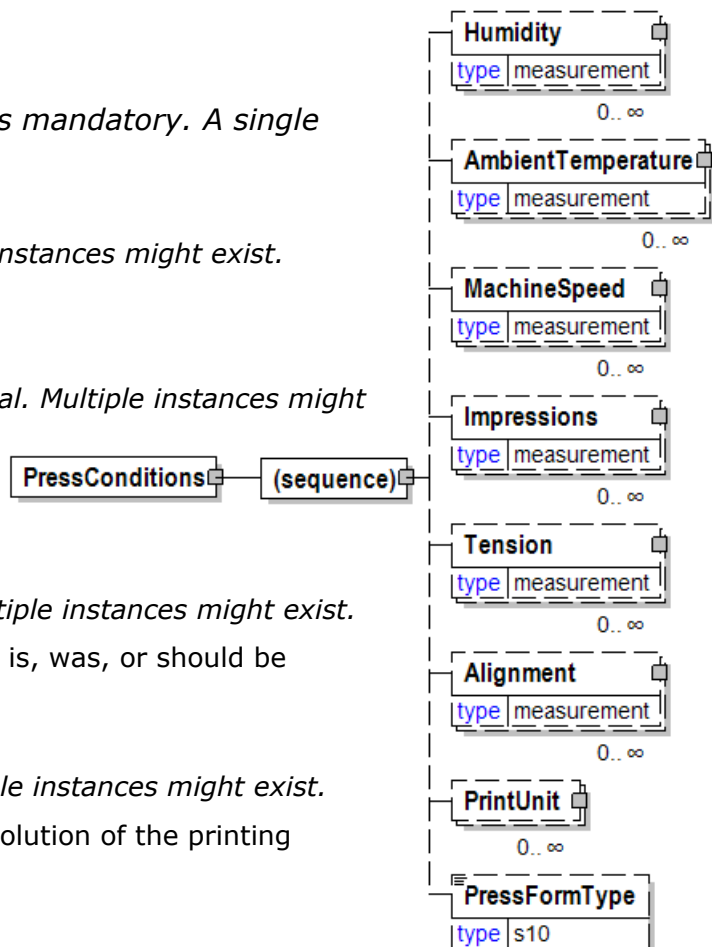 s mandatory. A single
nstances might exist.
al. Multiple instances might
tiple instances might exist.
is, was, or should be
le instances might exist.
solution of the printing
PressConditions
(sequence)
Humidity
type measurement
0.. ∞
AmbientTemperature
type measurement
0.. ∞
MachineSpeed
type measurement
0.. ∞
Impressions
type measurement
0.. ∞
Tension
type measurement
0.. ∞
Alignment
type measurement
0.. ∞
PrintUnit
0.. ∞
PressFormType
type s10